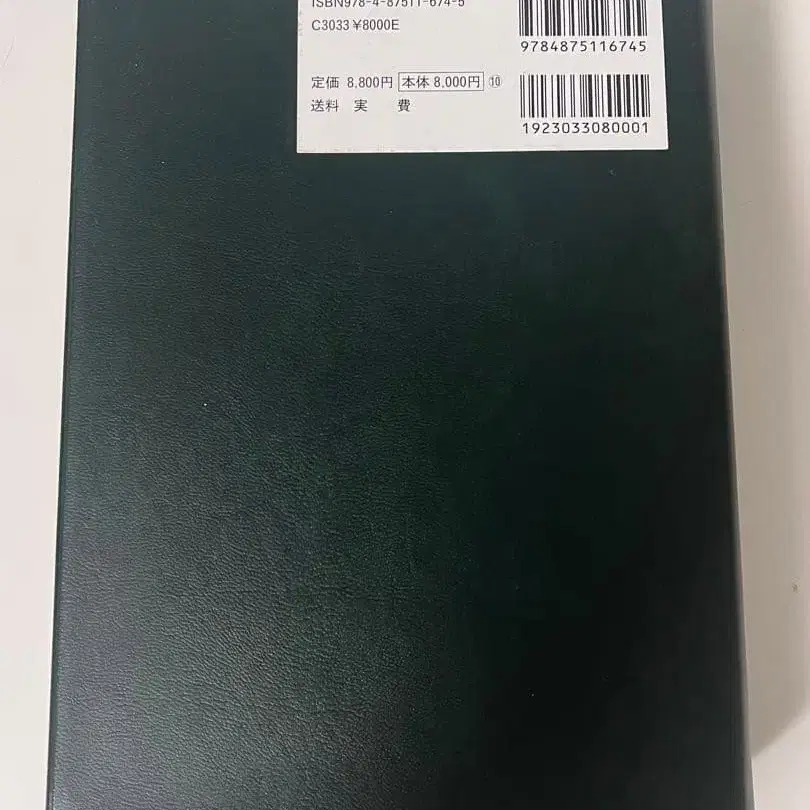 ISBN978-4-87511-674-5
C3033 ¥8000E
9784875116745
定価 8,800円 本体 8,000円 ⑩
送料 実 費
1923033080001